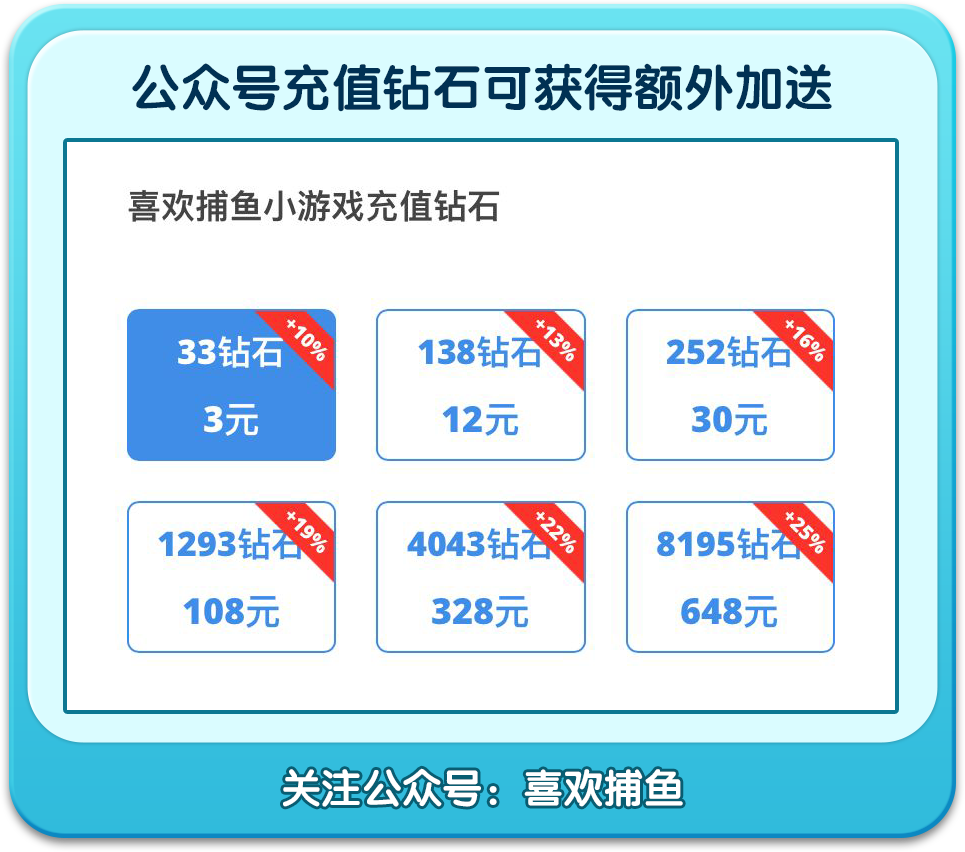 公众号充值钻石可获得额外加送
喜欢捕鱼小游戏充值钻石
+10%
33钻石
3元
+13%
138钻石
12元
+16%
252钻石
30元
+19%
1293钻石
108元
+22%
4043钻石
328元
+25%
8195钻石
648元
关注公众号：喜欢捕鱼